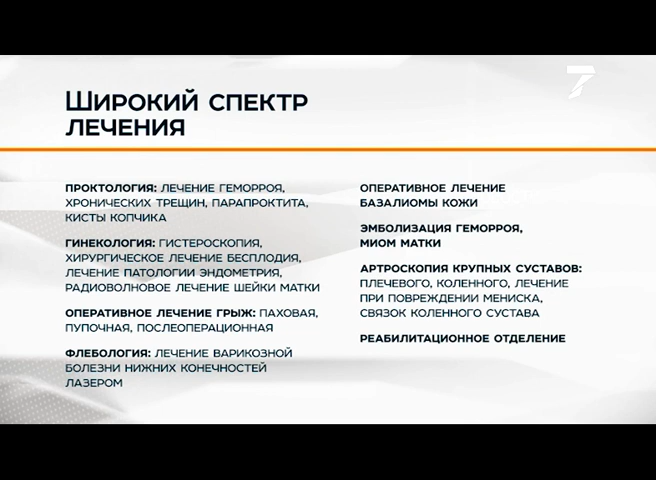 7
ШИРОКИЙ СПЕКТР
ЛЕЧЕНИЯ
ПРОКТОЛОГИЯ: ЛЕЧЕНИЕ ГЕМОРРОЯ,
ХРОНИЧЕСКИХ ТРЕЩИН, ПАРАПРОКТИТА,
КИСТЫ КОПЧИКА
ГИНЕКОЛОГИЯ: ГИСТЕРОСКОПИЯ,
ХИРУРГИЧЕСКОЕ ЛЕЧЕНИЕ БЕСПЛОДИЯ,
ЛЕЧЕНИЕ ПАТОЛОГИИ ЭНДОМЕТРИЯ,
РАДИОВОЛНОВОЕ ЛЕЧЕНИЕ ШЕЙКИ МАТКИ
ОПЕРАТИВНОЕ ЛЕЧЕНИЕ ГРЫЖ: ПАХОВАЯ,
ПУПОЧНАЯ, ПОСЛЕОПЕРАЦИОННАЯ
ФЛЕБОЛОГИЯ: ЛЕЧЕНИЕ ВАРИКОЗНОЙ
БОЛЕЗНИ НИЖНИХ КОНЕЧНОСТЕЙ
ЛАЗЕРОМ
ОПЕРАТИВНОЕ ЛЕЧЕНИЕ
БАЗАЛИОМЫ КОЖИ
ЭМБОЛИЗАЦИЯ ГЕМОРРОЯ,
МИОМ МАТКИ
АРТРОСКОПИЯ КРУПНЫХ СУСТАВОВ:
ПЛЕЧЕВОГО, КОЛЕННОГО, ЛЕЧЕНИЕ
ПРИ ПОВРЕЖДЕНИИ МЕНИСКА,
СВЯЗОК КОЛЕННОГО СУСТАВА
РЕАБИЛИТАЦИОННОЕ ОТДЕЛЕНИЕ